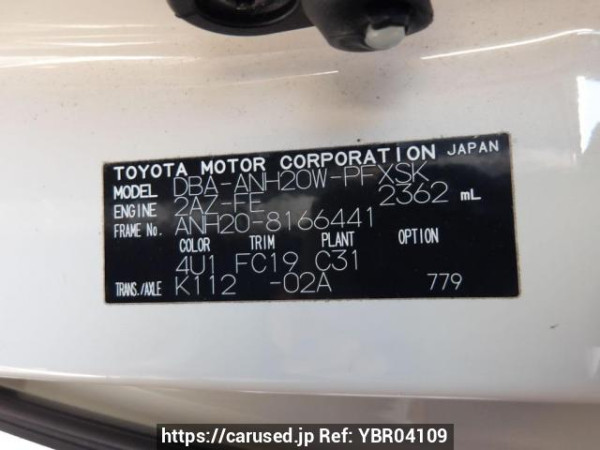 TOYOTA MOTOR CORPORATION JAPAN
MODEL DBA-ANH20W-PFXSK
ENGINE 2AZ-FE 2362 mL
FRAME No. ANH20-8166441
COLOR TRIM PLANT OPTION
4U1 FC19 C31
TRANS./AXLE K112 -02A 779
https://carused.jp Ref: YBR04109